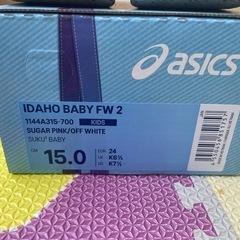 asics
IDAHO BABY FW 2
1144A315-700 KIDS
SUGAR PINK/OFF WHITE
SUKU² BABY
CM 15.0
EUR 24
UK K6½
US K7½